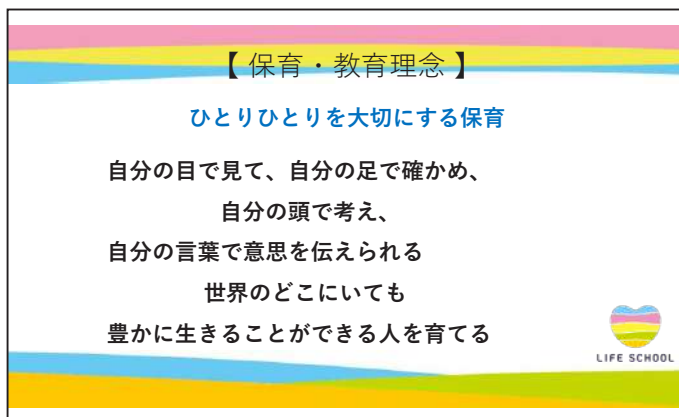 【 保育・教育理念 】
ひとりひとりを大切にする保育
自分の目で見て、自分の足で確かめ、
自分の頭で考え、
自分の言葉で意思を伝えられる
世界のどこにいても
豊かに生きることができる人を育てる
LIFE SCHOOL